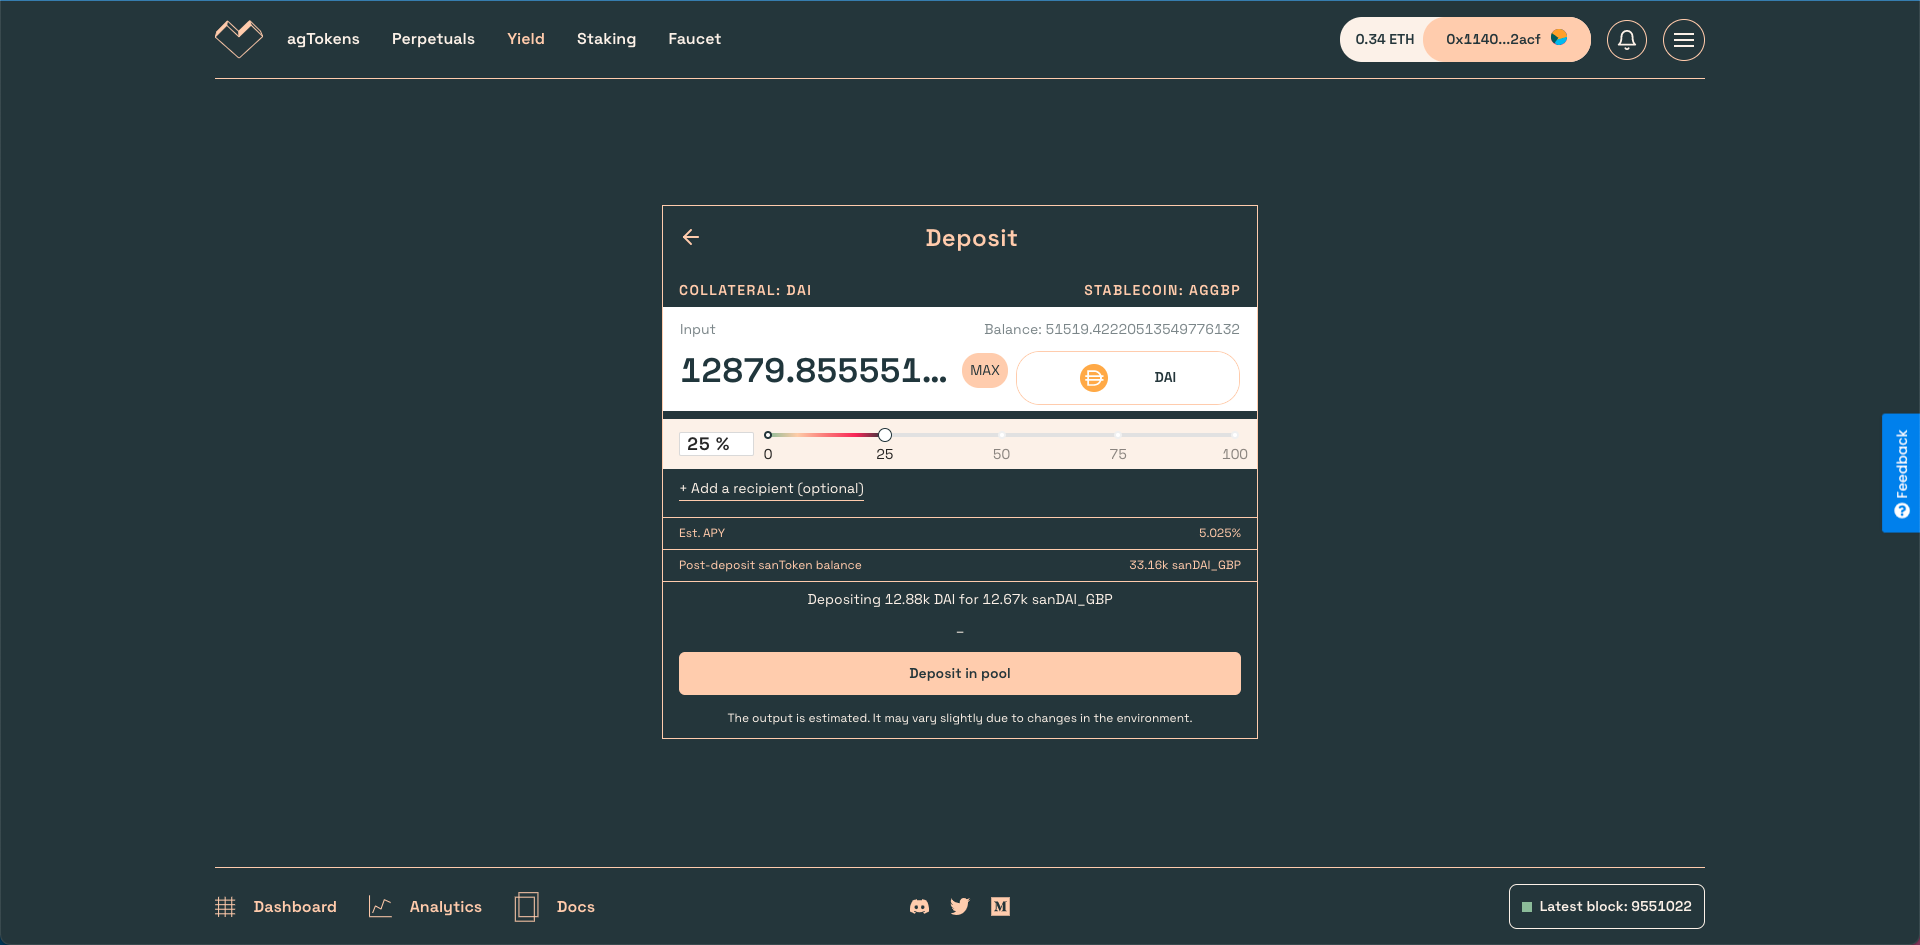 agTokens Perpetuals Yield Staking Faucet 0.34 ETH 0x1140...2acf
Deposit
COLLATERAL: DAI STABLECOIN: AGGBP
Input Balance: 51519.42220513549776132
12879.855551... MAX DAI
25 %
0 25 50 75 100
+ Add a recipient (optional)
Est. APY 5.025%
Post-deposit sanToken balance 33.16k sanDAI_GBP
Depositing 12.88k DAI for 12.67k sanDAI_GBP
–
Deposit in pool
The output is estimated. It may vary slightly due to changes in the environment.
Feedback
Dashboard Analytics Docs Latest block: 9551022